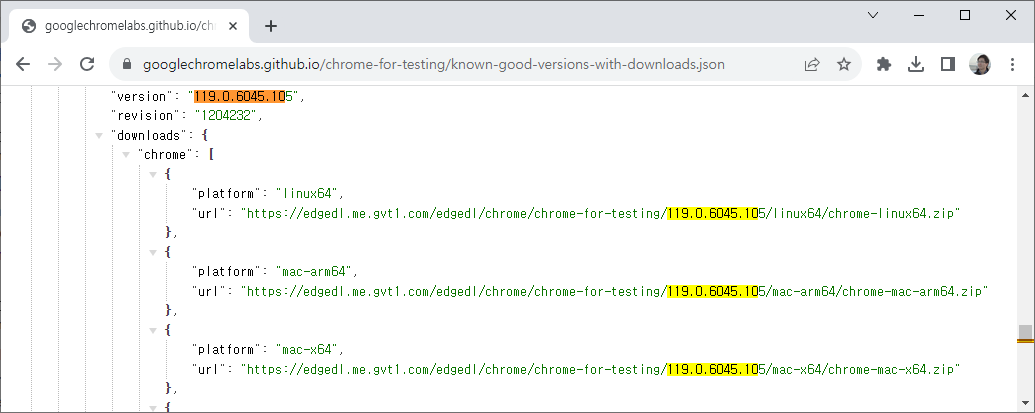 googlechromelabs.github.io/chr
googlechromelabs.github.io/chrome-for-testing/known-good-versions-with-downloads.json
"version": "119.0.6045.105",
"revision": "1204232",
"downloads": {
"chrome": [
{
"platform": "linux64",
"url": "https://edgedl.me.gvt1.com/edgedl/chrome/chrome-for-testing/119.0.6045.105/linux64/chrome-linux64.zip"
},
{
"platform": "mac-arm64",
"url": "https://edgedl.me.gvt1.com/edgedl/chrome/chrome-for-testing/119.0.6045.105/mac-arm64/chrome-mac-arm64.zip"
},
{
"platform": "mac-x64",
"url": "https://edgedl.me.gvt1.com/edgedl/chrome/chrome-for-testing/119.0.6045.105/mac-x64/chrome-mac-x64.zip"
},
{